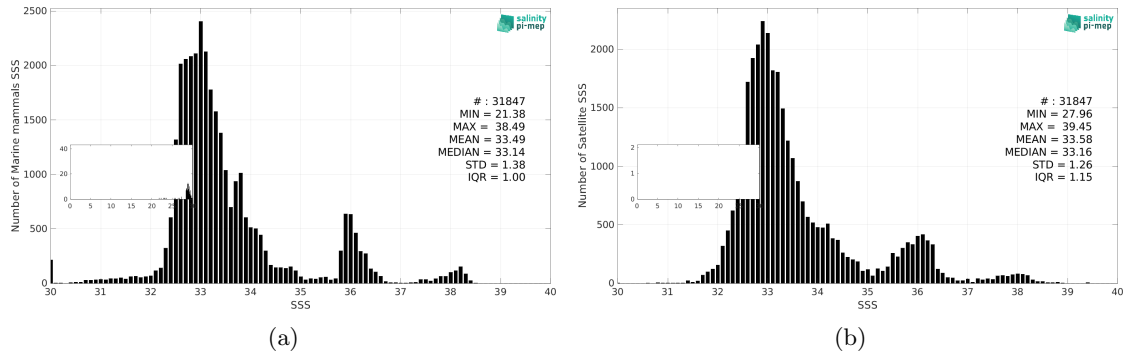 2500
2000
1500
1000
500
0
Number of Marine mammals SSS
salinity
pi-mep
# : 31847
MIN = 21.38
MAX = 38.49
MEAN = 33.49
MEDIAN = 33.14
STD = 1.38
IQR = 1.00
40
20
0
0 5 10 15 20 25
30 31 32 33 34 35 36 37 38 39 40
SSS
(a)
2000
1500
1000
500
0
Number of Satellite SSS
salinity
pi-mep
# : 31847
MIN = 27.96
MAX = 39.45
MEAN = 33.58
MEDIAN = 33.16
STD = 1.26
IQR = 1.15
2
1
0
0 5 10 15 20
30 31 32 33 34 35 36 37 38 39 40
SSS
(b)